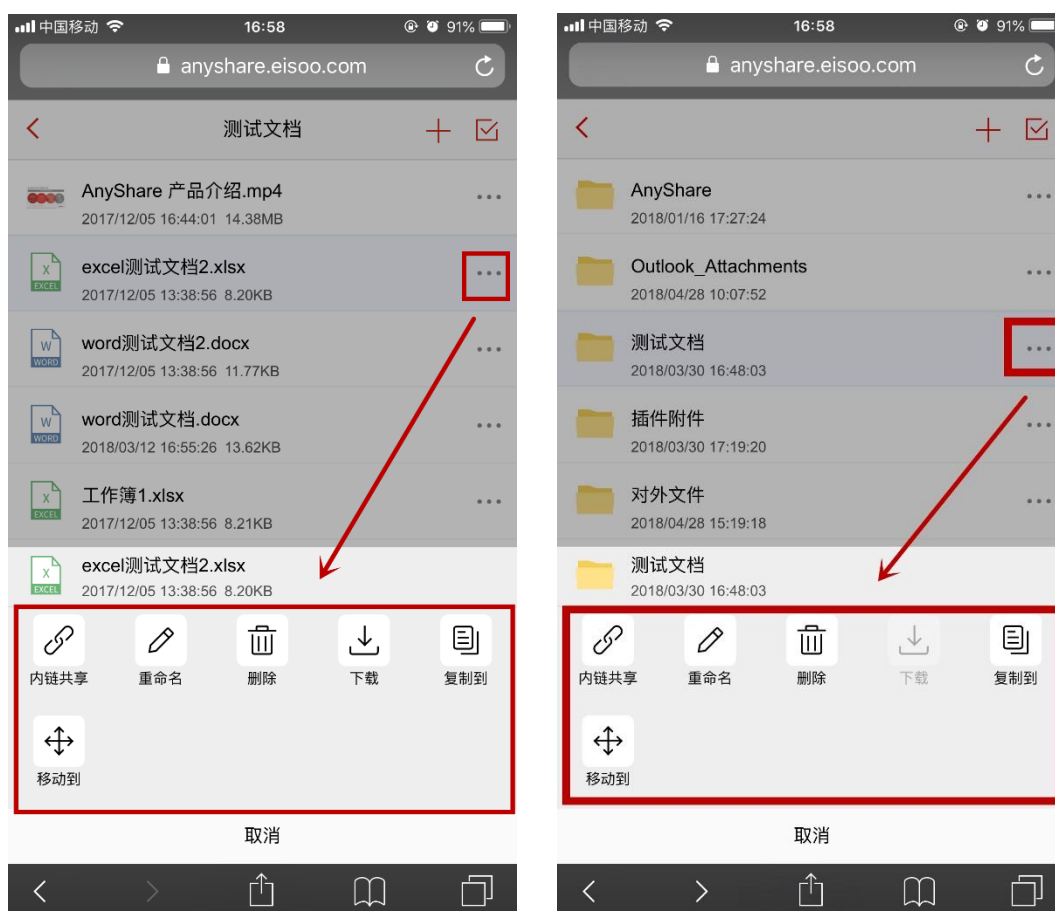 中国移动 16:58 91%
anyshare.eisoo.com
测试文档
AnyShare 产品介绍.mp4
2017/12/05 16:44:01 14.38MB
X
EXCEL
excel测试文档2.xlsx
2017/12/05 13:38:56 8.20KB
W
WORD
word测试文档2.docx
2017/12/05 13:38:56 11.77KB
W
WORD
word测试文档.docx
2018/03/12 16:55:26 13.62KB
X
EXCEL
工作簿1.xlsx
2017/12/05 13:38:56 8.21KB
X
EXCEL
excel测试文档2.xlsx
2017/12/05 13:38:56 8.20KB
内链共享 重命名 删除 下载 复制到
移动到
取消
中国移动 16:58 91%
anyshare.eisoo.com
AnyShare
2018/01/16 17:27:24
Outlook_Attachments
2018/04/28 10:07:52
测试文档
2018/03/30 16:48:03
插件附件
2018/03/30 17:19:20
对外文件
2018/04/28 15:19:18
测试文档
2018/03/30 16:48:03
内链共享 重命名 删除 下载 复制到
移动到
取消